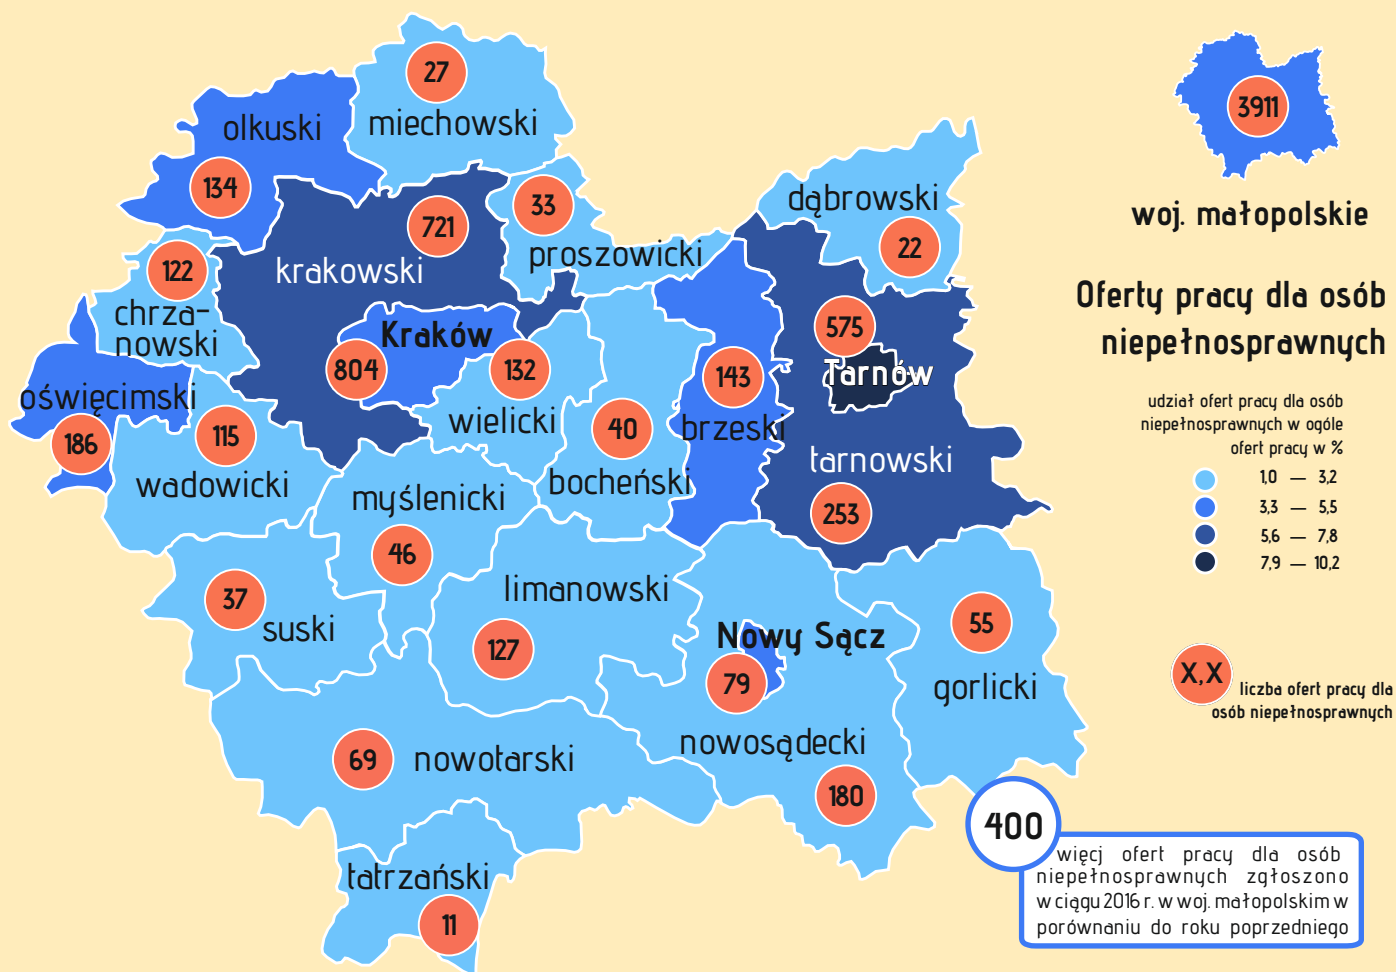 27
miechowski
olkuski
134
3911
woj. małopolskie
721
33
krakowski
proszowicki
dąbrowski
22
122
chrza-
nowski
Oferty pracy dla osób
niepełnosprawnych
Kraków
804
132
wielicki
575
Tarnów
143
brzeski
40
bocheński
oświęcimski
186
115
wadowicki
tarnowski
253
udział ofert pracy dla osób
niepełnosprawnych w ogóle
ofert pracy w %
1,0 — 3,2
3,3 — 5,5
5,6 — 7,8
7,9 — 10,2
myślenicki
46
37
suski
limanowski
127
Nowy Sącz
79
55
gorlicki
X,X
liczba ofert pracy dla
osób niepełnosprawnych
69
nowotarski
nowosądecki
180
tatrzański
11
400
więcj ofert pracy dla osób
niepełnosprawnych zgłoszono
w ciągu 2016 r. w woj. małopolskim w
porównaniu do roku poprzedniego